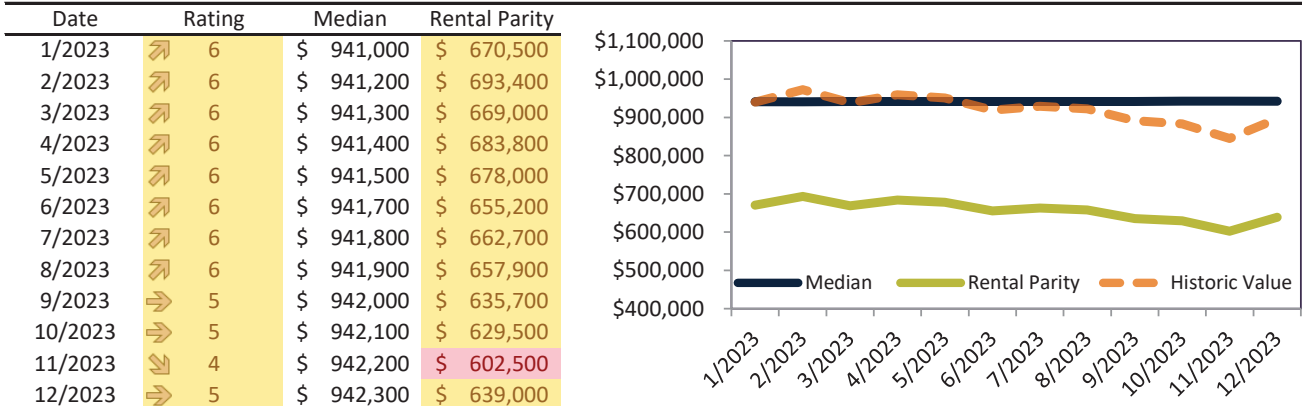 Date Rating Median Rental Parity
1/2023 6 $ 941,000 $ 670,500
2/2023 6 $ 941,200 $ 693,400
3/2023 6 $ 941,300 $ 669,000
4/2023 6 $ 941,400 $ 683,800
5/2023 6 $ 941,500 $ 678,000
6/2023 6 $ 941,700 $ 655,200
7/2023 6 $ 941,800 $ 662,700
8/2023 6 $ 941,900 $ 657,900
9/2023 5 $ 942,000 $ 635,700
10/2023 5 $ 942,100 $ 629,500
11/2023 4 $ 942,200 $ 602,500
12/2023 5 $ 942,300 $ 639,000
$1,100,000
$1,000,000
$900,000
$800,000
$700,000
$600,000
$500,000
$400,000
Median Rental Parity Historic Value
1/2023 2/2023 3/2023 4/2023 5/2023 6/2023 7/2023 8/2023 9/2023 10/2023 11/2023 12/2023